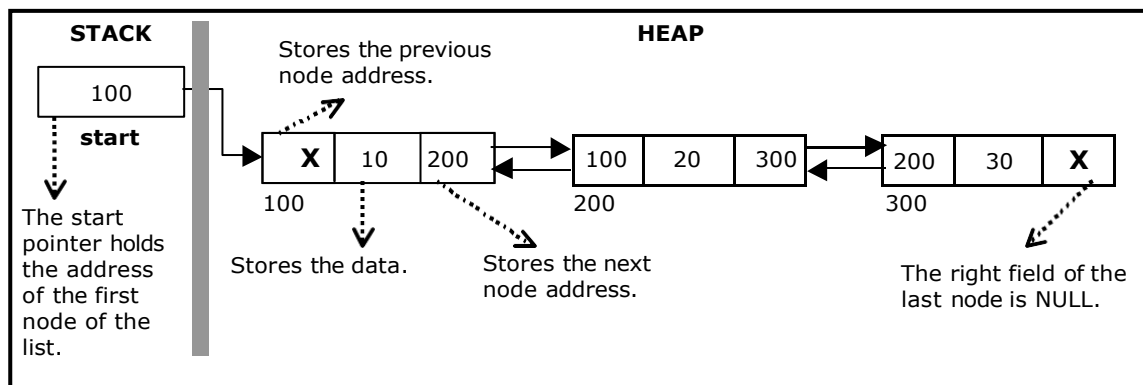 STACK
HEAP
Stores the previous
node address.
100
start
X 10 200
100 20 300
200 30 X
100
200
300
The start
pointer holds
the address
of the first
node of the
list.
Stores the data.
Stores the next
node address.
The right field of the
last node is NULL.